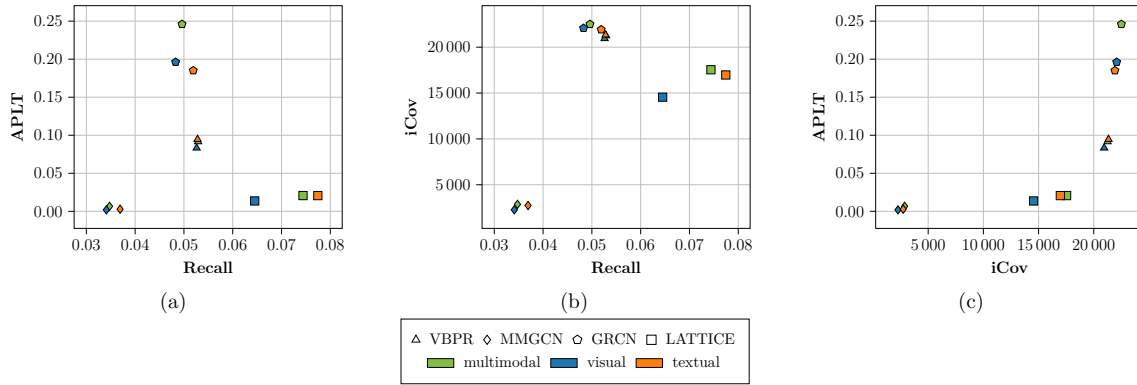 0.25
0.20
0.15
0.10
0.05
0.00
APLT
0.03 0.04 0.05 0.06 0.07 0.08
Recall
(a)
20 000
15 000
10 000
5 000
iCov
0.03 0.04 0.05 0.06 0.07 0.08
Recall
(b)
0.25
0.20
0.15
0.10
0.05
0.00
APLT
5 000 10 000 15 000 20 000
iCov
(c)
VBPR MMGCN GRCN LATTICE
multimodal visual textual